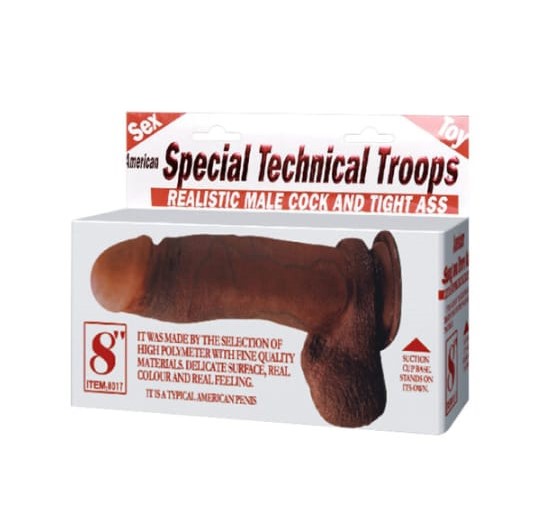 Sex
Toy
American
Special Technical Troops
REALISTIC MALE COCK AND TIGHT ASS
8"
ITEM:8017
IT WAS MADE BY THE SELECTION OF
HIGH POLYMETER WITH FINE QUALITY
MATERIALS. DELICATE SURFACE, REAL
COLOUR AND REAL FEELING.
IT IS A TYPICAL AMERICAN PENIS
SUCTION
CUP BASE
STANDS ON
ITS OWN.
8"